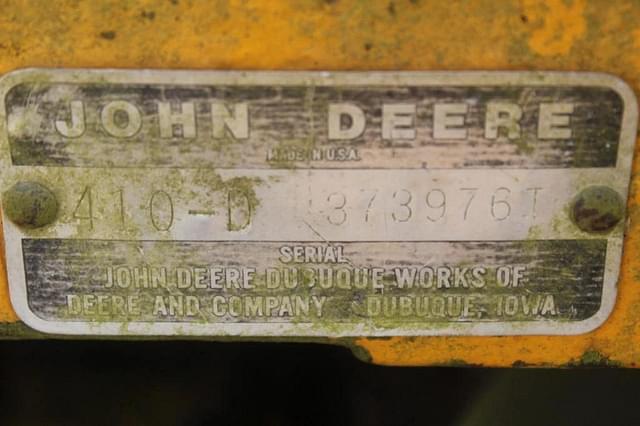 JOHN DEERE
MADE IN U.S.A.
410-D 373976T
SERIAL
JOHN DEERE DUBUQUE WORKS OF
DEERE AND COMPANY DUBUQUE, IOWA